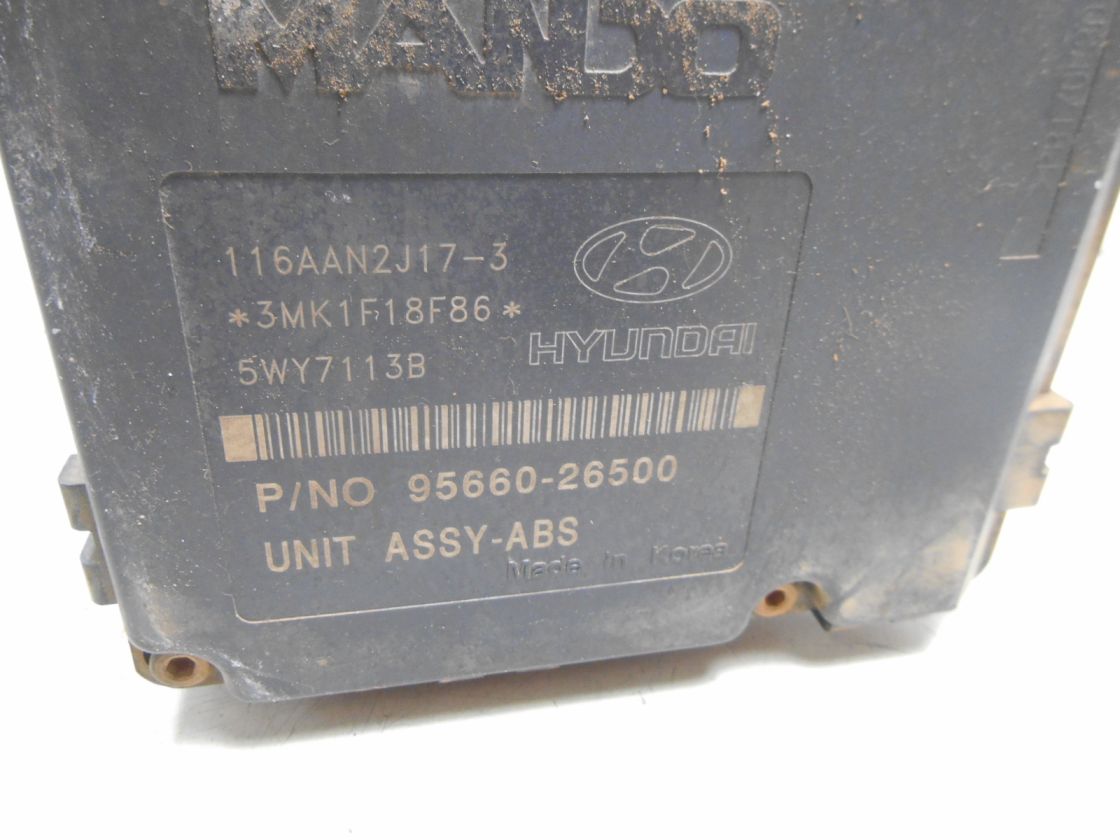 MANDO
116AAN2J17-3
*3MK1F18F86*
HYUNDAI
5WY7113B
P/NO 95660-26500
UNIT ASSY-ABS
Made in Korea